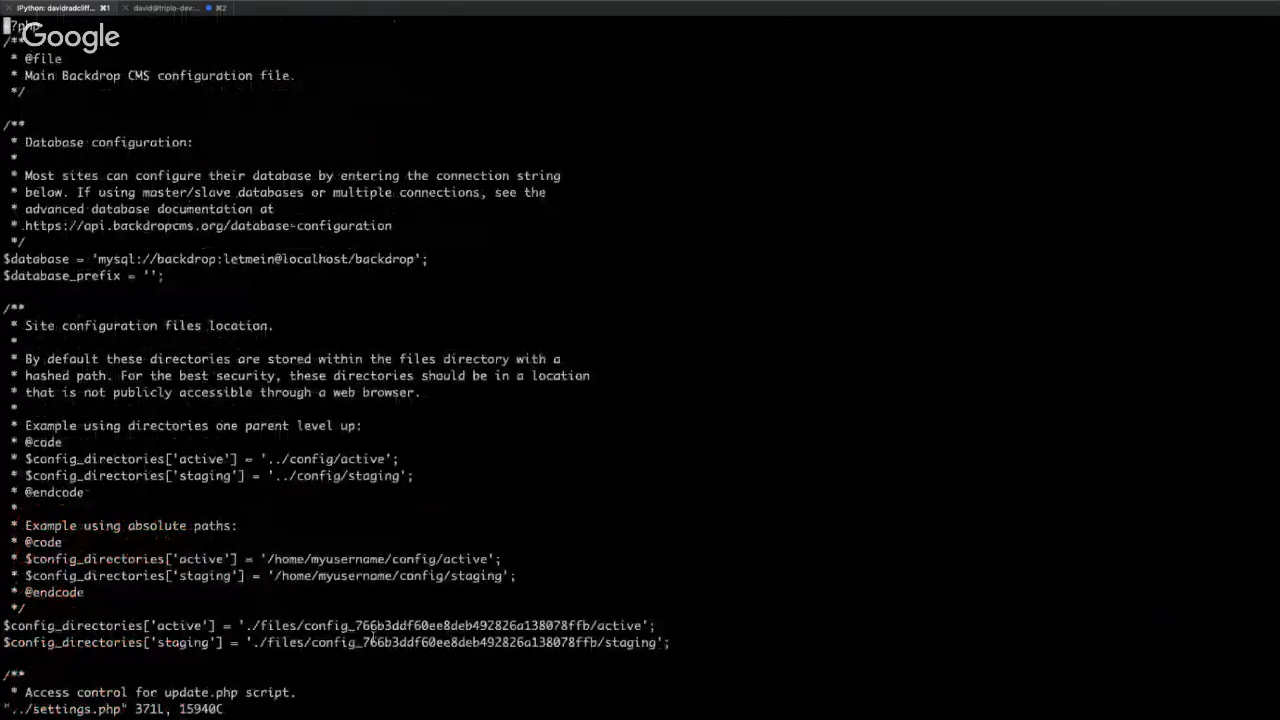 IPython: davidradcliff... ⌘1
david@triplo-dev:... ⌘2
<?php
Google
/**
* @file
* Main Backdrop CMS configuration file.
*/
/**
* Database configuration:
*
* Most sites can configure their database by entering the connection string
* below. If using master/slave databases or multiple connections, see the
* advanced database documentation at
* https://api.backdropcms.org/database-configuration
*/
$database = 'mysql://backdrop:letmein@localhost/backdrop';
$database_prefix = '';
/**
* Site configuration files location.
*
* By default these directories are stored within the files directory with a
* hashed path. For the best security, these directories should be in a location
* that is not publicly accessible through a web browser.
*
* Example using directories one parent level up:
* @code
* $config_directories['active'] = '../config/active';
* $config_directories['staging'] = '../config/staging';
* @endcode
*
* Example using absolute paths:
* @code
* $config_directories['active'] = '/home/myusername/config/active';
* $config_directories['staging'] = '/home/myusername/config/staging';
* @endcode
*/
$config_directories['active'] = './files/config_766b3ddf60ee8deb492826a138078ffb/active';
$config_directories['staging'] = './files/config_766b3ddf60ee8deb492826a138078ffb/staging';
/**
* Access control for update.php script.
"../settings.php" 371L, 15940C